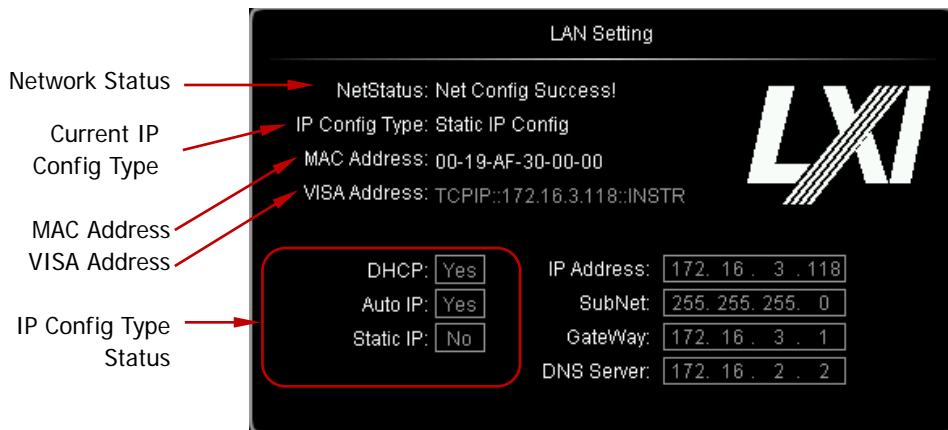 LAN Setting
Network Status
NetStatus: Net Config Success!
LXI
Current IP
Config Type
IP Config Type: Static IP Config
MAC Address: 00-19-AF-30-00-00
VISA Address: TCPIP::172.16.3.118::INSTR
MAC Address
VISA Address
IP Config Type
Status
DHCP: Yes
Auto IP: Yes
Static IP: No
IP Address: 172. 16 . 3 . 118
SubNet: 255. 255. 255. 0
GateWay: 172. 16 . 3 . 1
DNS Server: 172. 16 . 2 . 2